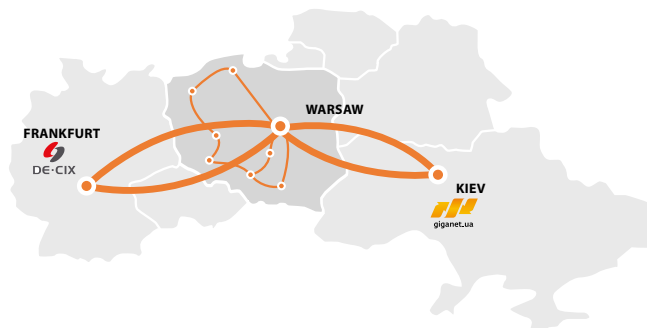 WARSAW
FRANKFURT
DE·CIX
KIEV
giganet.ua